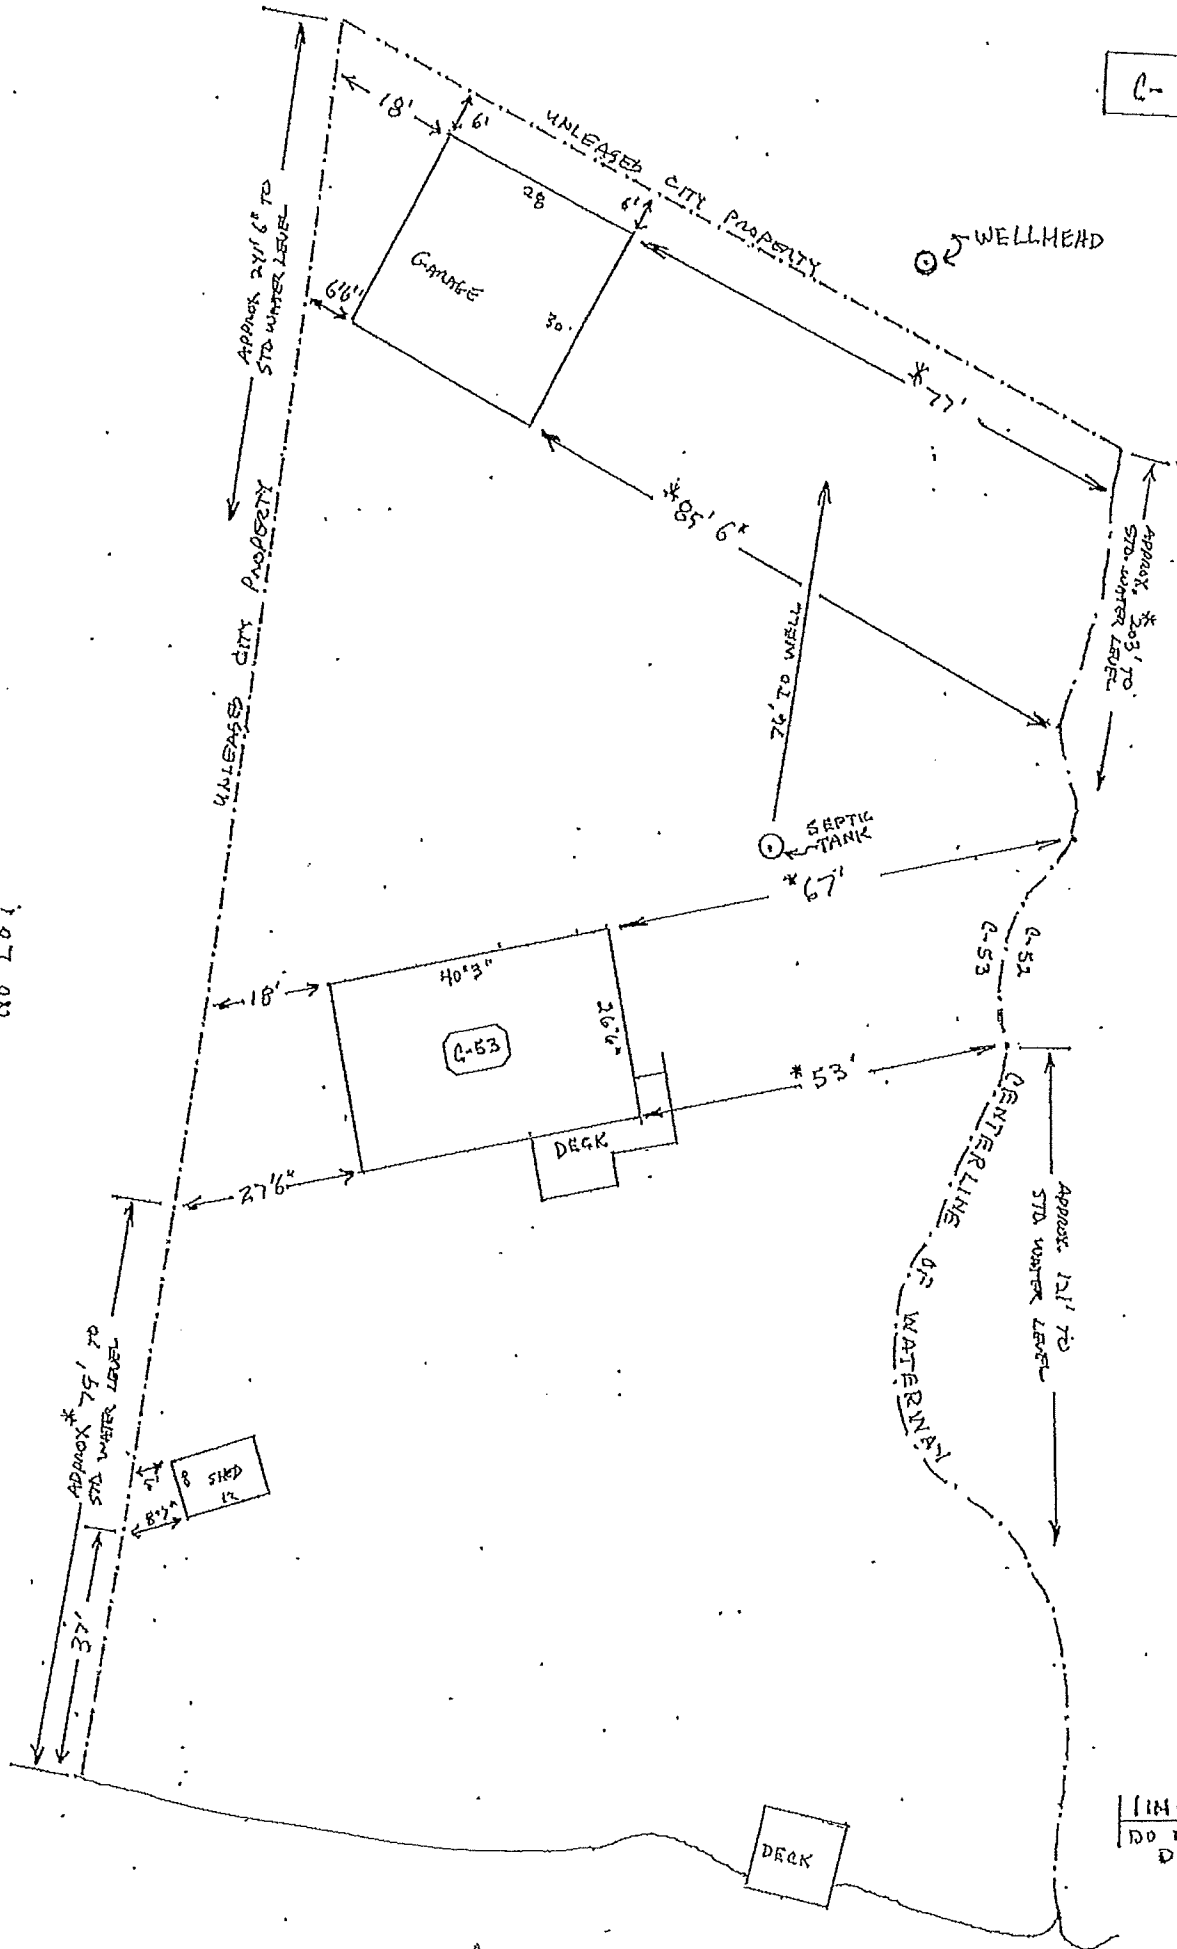 C-
18'
6'
UNLEASED CITY PROPERTY
28
6'
WELLHEAD
GARAGE
30'
6'6"
APPROX 241' 6" TO
STD WATER LEVEL
* 77'
* 85' 6"
APPROX. * 203' TO
STD. WATER LEVEL
UNLEASED CITY PROPERTY
76' TO WELL
SEPTIC
TANK
* 67'
C-52
C-53
40'3"
18'
C-53
26'6"
* 53'
DECK
27'6"
CENTERLINE OF WATERWAY
APPROX. 121' TO
STD WATER LEVEL
APPROX * 79' TO
STD WATER LEVEL
8
SHED
12
8'7"
37'
DECK
DO
D
LOT